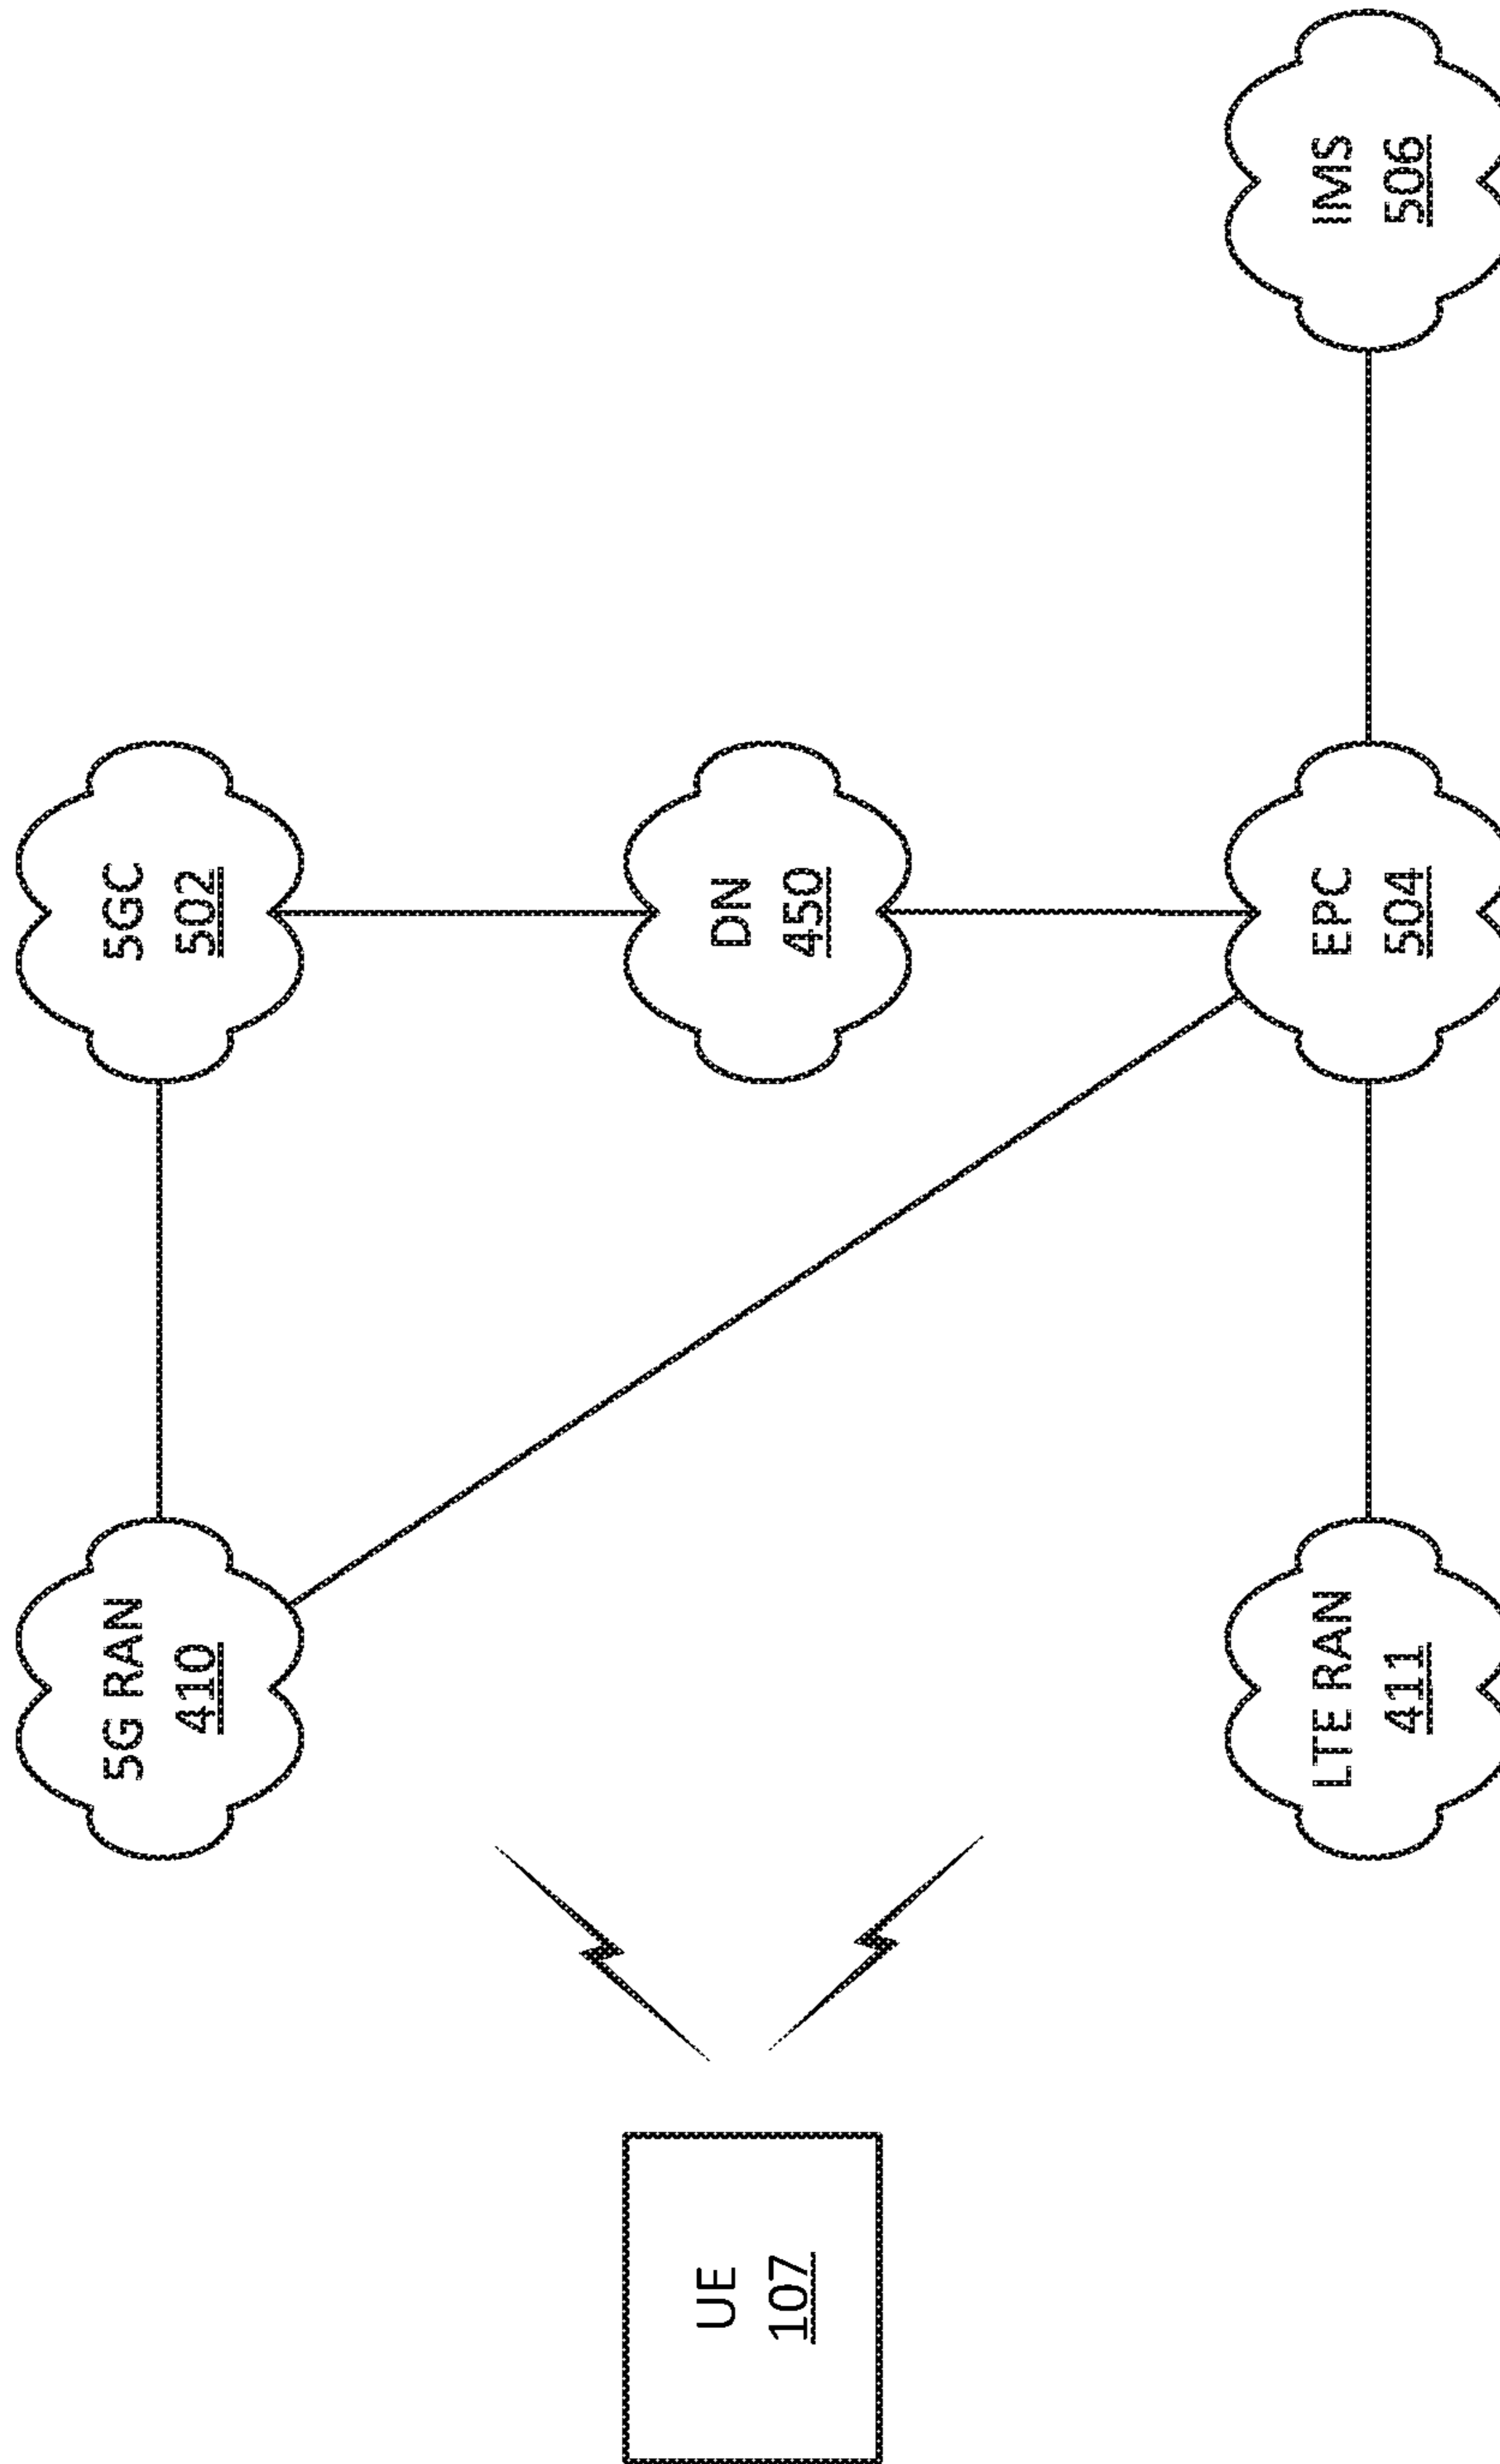 UE
107
5G RAN
410
5GC
502
DN
450
LTE RAN
411
EPC
504
IMS
506